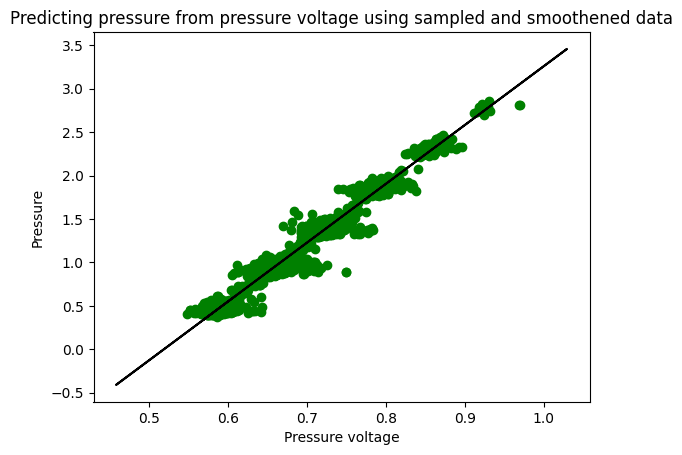 Predicting pressure from pressure voltage using sampled and smoothened data
3.5
3.0
2.5
2.0
1.5
1.0
0.5
0.0
−0.5
Pressure
0.5 0.6 0.7 0.8 0.9 1.0
Pressure voltage